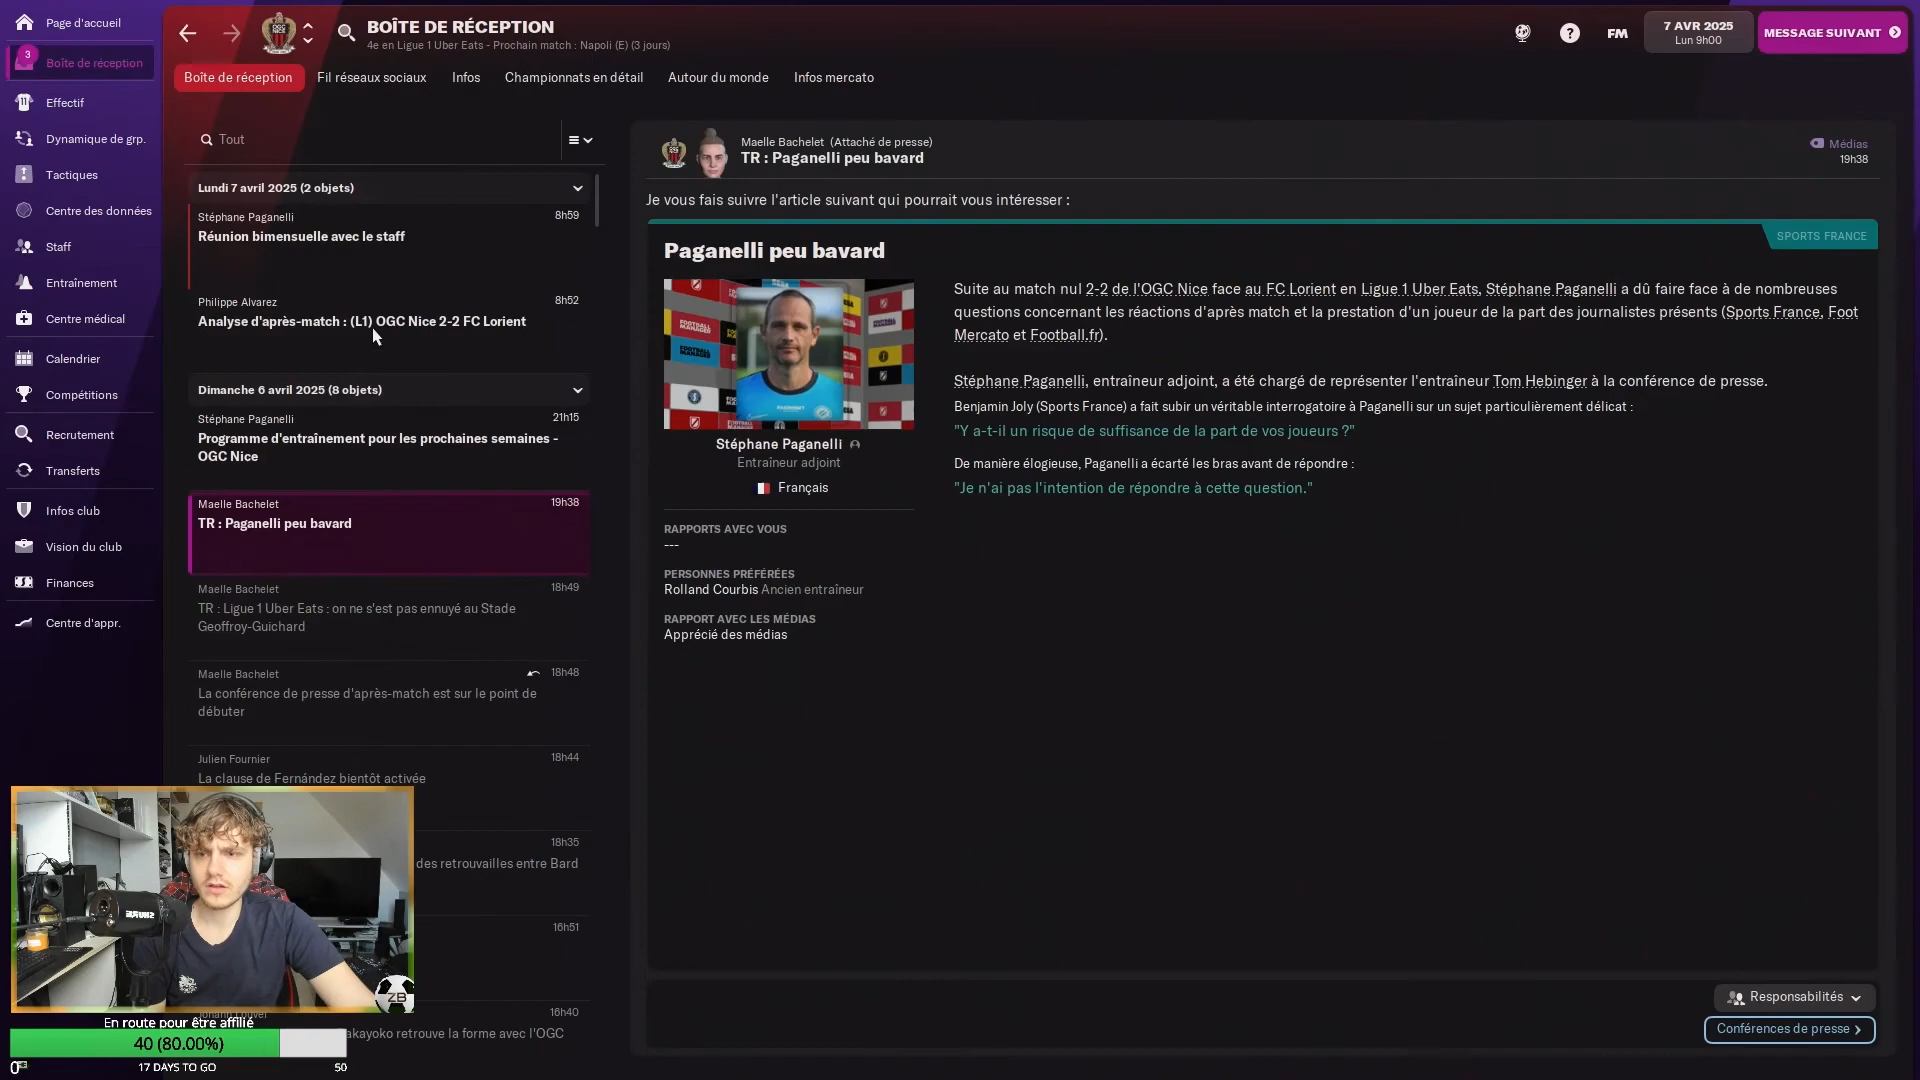 Page d'accueil
3
Boîte de réception
Effectif
Dynamique de grp.
Tactiques
Centre des données
Staff
Entraînement
Centre médical
Calendrier
Compétitions
Recrutement
Transferts
Infos club
Vision du club
Finances
Centre d'appr.
BOÎTE DE RÉCEPTION
4e en Ligue 1 Uber Eats - Prochain match : Napoli (E) (3 jours)
?
FM
7 AVR 2025
Lun 9h00
MESSAGE SUIVANT
Boîte de réception
Fil réseaux sociaux
Infos
Championnats en détail
Autour du monde
Infos mercato
Tout
Lundi 7 avril 2025 (2 objets)
Stéphane Paganelli
8h59
Réunion bimensuelle avec le staff
Philippe Alvarez
8h52
Analyse d'après-match : (L1) OGC Nice 2-2 FC Lorient
Dimanche 6 avril 2025 (8 objets)
Stéphane Paganelli
21h15
Programme d'entraînement pour les prochaines semaines -
OGC Nice
Maelle Bachelet
19h38
TR : Paganelli peu bavard
Maelle Bachelet
18h49
TR : Ligue 1 Uber Eats : on ne s'est pas ennuyé au Stade
Geoffroy-Guichard
Maelle Bachelet
18h48
La conférence de presse d'après-match est sur le point de
débuter
Julien Fournier
18h44
La clause de Fernández bientôt activée
18h35
des retrouvailles entre Bard
16h51
16h40
akayoko retrouve la forme avec l'OGC
Maelle Bachelet (Attaché de presse)
TR : Paganelli peu bavard
Médias
19h38
Je vous fais suivre l'article suivant qui pourrait vous intéresser :
SPORTS FRANCE
Paganelli peu bavard
Stéphane Paganelli
Entraîneur adjoint
Français
RAPPORTS AVEC VOUS
---
PERSONNES PRÉFÉRÉES
Rolland Courbis Ancien entraîneur
RAPPORT AVEC LES MÉDIAS
Apprécié des médias
Suite au match nul 2-2 de l'OGC Nice face au FC Lorient en Ligue 1 Uber Eats, Stéphane Paganelli a dû faire face à de nombreuses
questions concernant les réactions d'après match et la prestation d'un joueur de la part des journalistes présents (Sports France, Foot
Mercato et Football.fr).
Stéphane Paganelli, entraîneur adjoint, a été chargé de représenter l'entraîneur Tom Hebinger à la conférence de presse.
Benjamin Joly (Sports France) a fait subir un véritable interrogatoire à Paganelli sur un sujet particulièrement délicat :
"Y a-t-il un risque de suffisance de la part de vos joueurs ?"
De manière élogieuse, Paganelli a écarté les bras avant de répondre :
"Je n'ai pas l'intention de répondre à cette question."
Responsabilités
Conférences de presse
ZB
En route pour être affilié
40 (80.00%)
0
17 DAYS TO GO
50